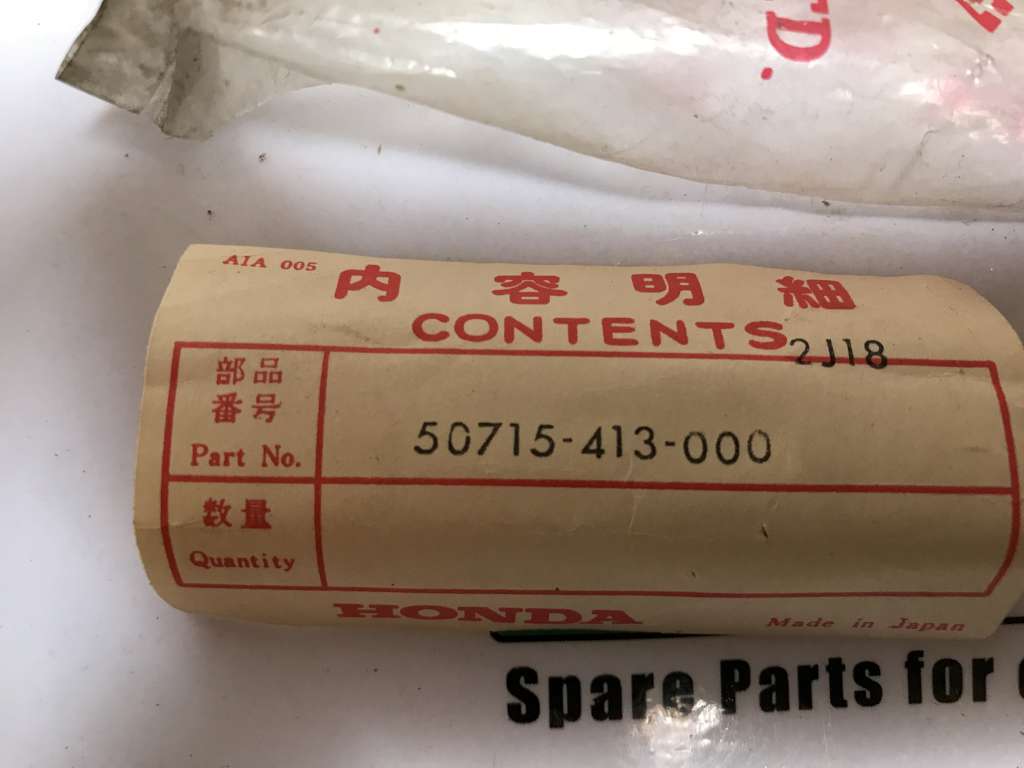 TD.
AIA 005
内容明細
CONTENTS
2J18
部品
番号
Part No.
50715-413-000
数量
Quantity
HONDA
Made in Japan
Spare Parts for